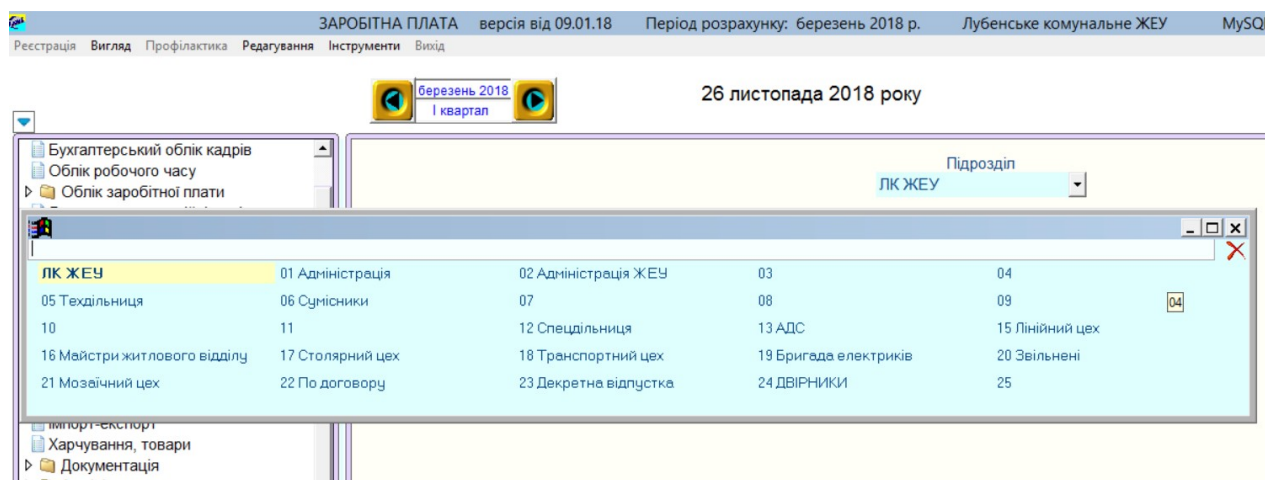 ЗАРОБІТНА ПЛАТА версія від 09.01.18 Період розрахунку: березень 2018 р. Лубенське комунальне ЖЕУ MySQ
Реєстрація Вигляд Профілактика Редагування Інструменти Вихід
березень 2018
І квартал
26 листопада 2018 року
Бухгалтерський облік кадрів
Облік робочого часу
Облік заробітної плати
Підрозділ
ЛК ЖЕУ
ЛК ЖЕУ 01 Адміністрація 02 Адміністрація ЖЕУ 03 04
05 Техдільниця 06 Сумісники 07 08 09
04
10 11 12 Спецдільниця 13 АДС 15 Лінійний цех
16 Майстри житлового відділу 17 Столярний цех 18 Транспортний цех 19 Бригада електриків 20 Звільнені
21 Мозаїчний цех 22 По договору 23 Декретна відпустка 24 ДВІРНИКИ 25
Імпорт-експорт
Харчування, товари
Документація